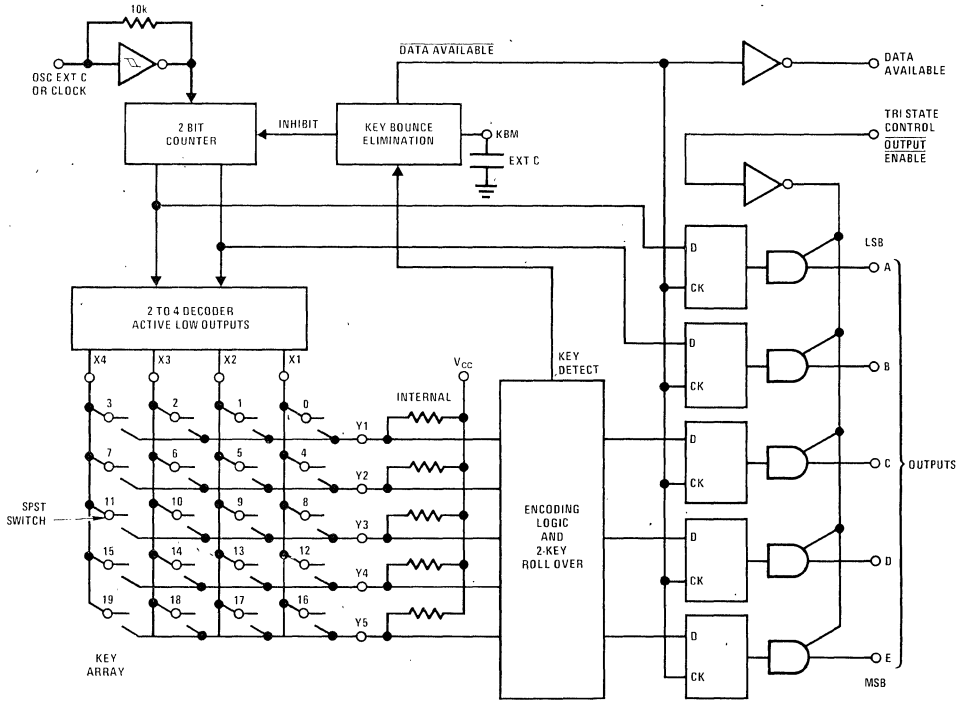 10k
OSC EXT C
OR CLOCK
2 BIT
COUNTER
INHIBIT
DATA AVAILABLE
KEY BOUNCE
ELIMINATION
KBM
EXT C
DATA
AVAILABLE
TRI STATE
CONTROL
OUTPUT
ENABLE
2 TO 4 DECODER
ACTIVE LOW OUTPUTS
X4 X3 X2 X1
3 2 1 0
Y1
7 6 5 4
Y2
11 10 9 8
Y3
15 14 13 12
Y4
19 18 17 16
Y5
SPST
SWITCH
KEY
ARRAY
INTERNAL
VCC
KEY
DETECT
ENCODING
LOGIC
AND
2-KEY
ROLL OVER
D
CK
D
CK
D
CK
D
CK
D
CK
LSB
A
B
C
D
E
MSB
OUTPUTS